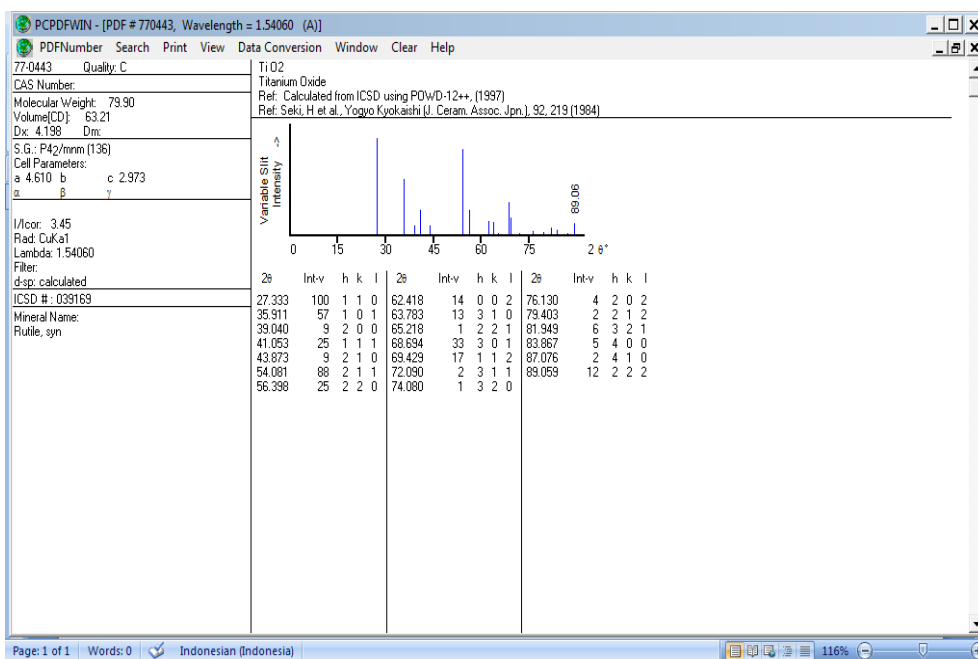 PCPDFWIN - [PDF # 770443, Wavelength = 1.54060 (A)]
PDFNumber Search Print View Data Conversion Window Clear Help
77-0443 Quality: C
CAS Number:
Molecular Weight: 79.90
Volume[CD]: 63.21
Dx: 4.198 Dm:
S.G.: P42/mnm (136)
Cell Parameters:
a 4.610 b c 2.973
α β γ
I/Icor: 3.45
Rad: CuKa1
Lambda: 1.54060
Filter:
d-sp: calculated
ICSD # : 039169
Mineral Name:
Rutile, syn
Ti O2
Titanium Oxide
Ref: Calculated from ICSD using POWD-12++, (1997)
Ref: Seki, H et al., Yogyo Kyokaishi (J. Ceram. Assoc. Jpn.), 92, 219 (1984)
Variable Slit
Intensity ->
89.06
0 15 30 45 60 75 2 θ°
2θ Int-v h k l 2θ Int-v h k l 2θ Int-v h k l
27.333 100 1 1 0 62.418 14 0 0 2 76.130 4 2 0 2
35.911 57 1 0 1 63.783 13 3 1 0 79.403 2 2 1 2
39.040 9 2 0 0 65.218 1 2 2 1 81.949 6 3 2 1
41.053 25 1 1 1 68.694 33 3 0 1 83.867 5 4 0 0
43.873 9 2 1 0 69.429 17 1 1 2 87.076 2 4 1 0
54.081 88 2 1 1 72.090 2 3 1 1 89.059 12 2 2 2
56.398 25 2 2 0 74.080 1 3 2 0
Page: 1 of 1 Words: 0 Indonesian (Indonesia) 116%